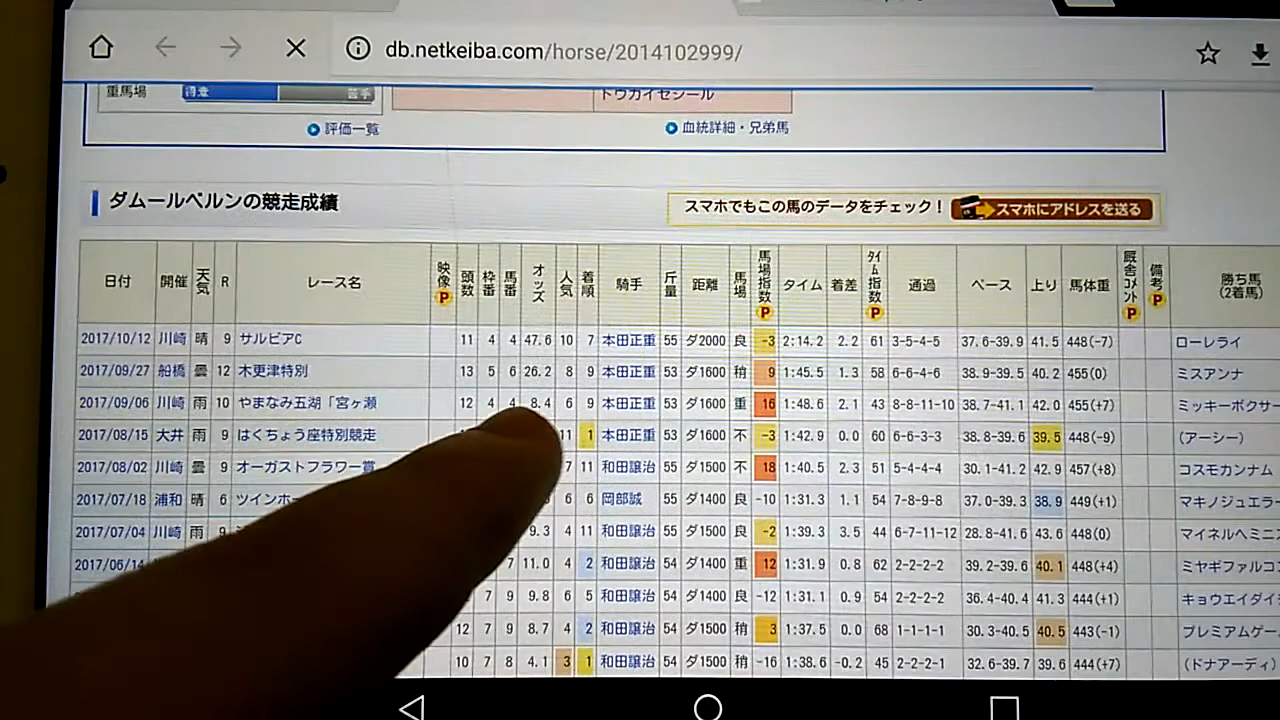 db.netkeiba.com/horse/2014102999/
重馬場 得意 苦手 トウカイセシール
評価一覧 血統詳細・兄弟馬
ダムールベルンの競走成績 スマホでもこの馬のデータをチェック! スマホにアドレスを送る
日付 開催 天気 R レース名 映像 P 頭数 枠番 馬番 オッズ 人気 着順 騎手 斤量 距離 馬場 馬場指数 P タイム 着差 タイム指数 P 通過 ペース 上り 馬体重 厩舎コメント P 備考 P 勝ち馬(2着馬)
2017/10/12 川崎 晴 9 サルビアC 11 4 4 47.6 10 7 本田正重 55 ダ2000 良 -3 2:14.2 2.2 61 3-5-4-5 37.6-39.9 41.5 448(-7) ローレライ
2017/09/27 船橋 曇 12 木更津特別 13 5 6 26.2 8 9 本田正重 53 ダ1600 稍 9 1:45.5 1.3 58 6-6-4-6 38.9-39.5 40.2 455(0) ミスアンナ
2017/09/06 川崎 雨 10 やまなみ五湖「宮ヶ瀬 12 4 4 8.4 6 9 本田正重 53 ダ1600 重 16 1:48.6 2.1 43 8-8-11-10 38.7-41.1 42.0 455(+7) ミッキーボクサー
2017/08/15 大井 雨 9 はくちょう座特別競走 11 1 本田正重 53 ダ1600 不 -3 1:42.9 0.0 60 6-6-3-3 38.8-39.6 39.5 448(-9) (アーシー)
2017/08/02 川崎 曇 9 オーガストフラワー賞 7 11 和田譲治 55 ダ1500 不 18 1:40.5 2.3 51 5-4-4-4 30.1-41.2 42.9 457(+8) コスモカンナム
2017/07/18 浦和 晴 6 ツインホー 6 6 岡部誠 55 ダ1400 良 -10 1:31.3 1.1 54 7-8-9-8 37.0-39.3 38.9 449(+1) マキノジュエラー
2017/07/04 川崎 雨 9 9.3 4 11 和田譲治 55 ダ1500 良 -2 1:39.3 3.5 44 6-7-11-12 28.8-41.6 43.6 448(0) マイネルヘミニ
2017/06/14 7 11.0 4 2 和田譲治 54 ダ1400 重 12 1:31.9 0.8 62 2-2-2-2 39.2-39.6 40.1 448(+4) ミヤギファルコ
7 9 9.8 6 5 和田譲治 54 ダ1400 良 -12 1:31.1 0.9 54 2-2-2-2 36.4-40.4 41.3 444(+1) キョウエイダイ
12 7 9 8.7 4 2 和田譲治 54 ダ1500 稍 3 1:37.5 0.0 68 1-1-1-1 30.3-40.5 40.5 443(-1) プレミアムゲー
10 7 8 4.1 3 1 和田譲治 54 ダ1500 稍 -16 1:38.6 -0.2 45 2-2-2-1 32.6-39.7 39.6 444(+7) (ドナアーディ)